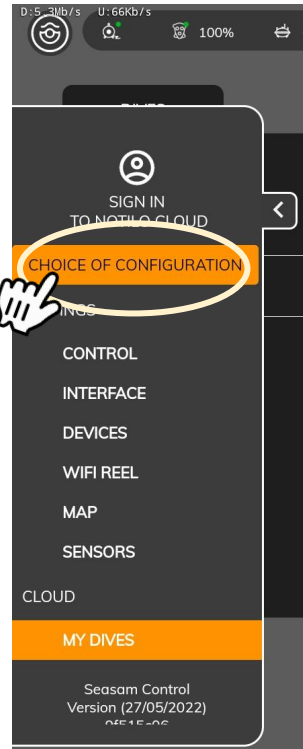 D:5.3Mb/s U:66Kb/s
100%
SIGN IN
TO NOTILO CLOUD
CHOICE OF CONFIGURATION
CONTROL
INTERFACE
DEVICES
WIFI REEL
MAP
SENSORS
CLOUD
MY DIVES
Seasam Control
Version (27/05/2022)